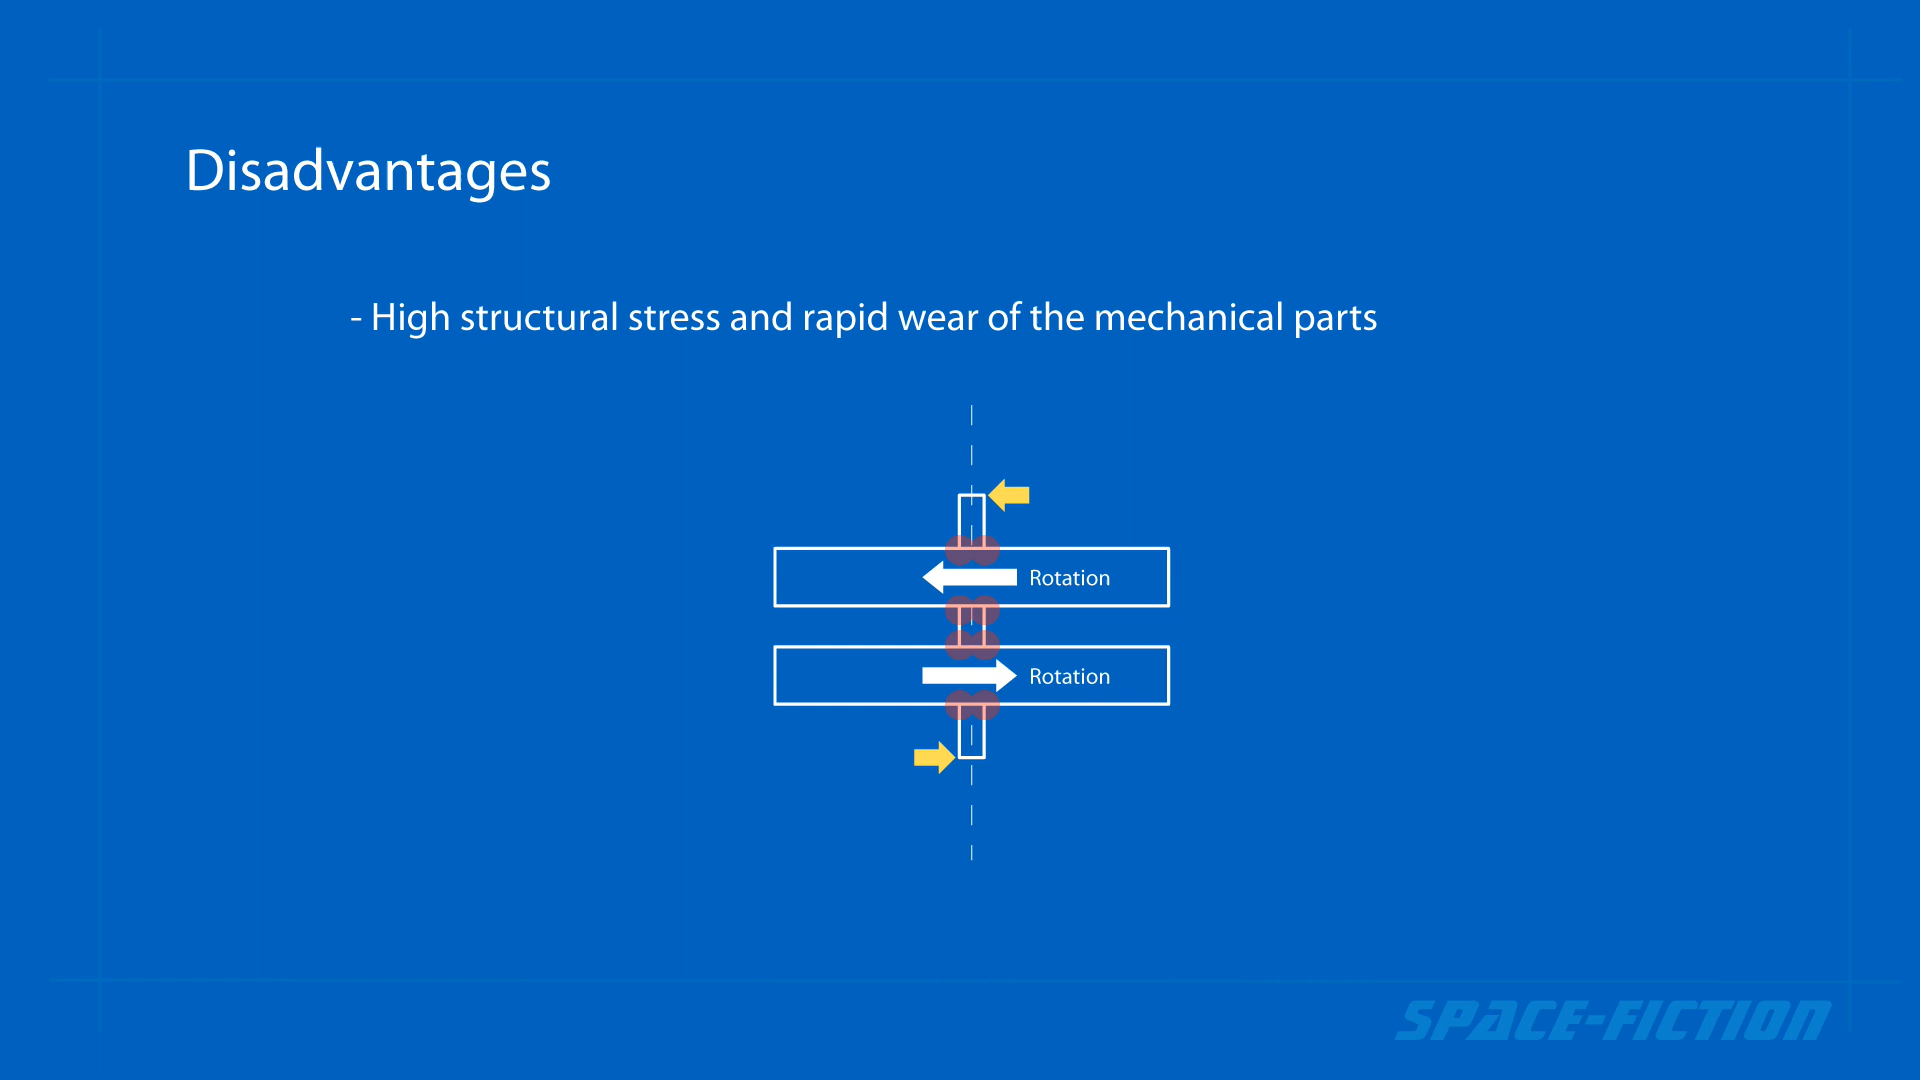 Disadvantages
- High structural stress and rapid wear of the mechanical parts
Rotation
Rotation
SPACE-FICTION